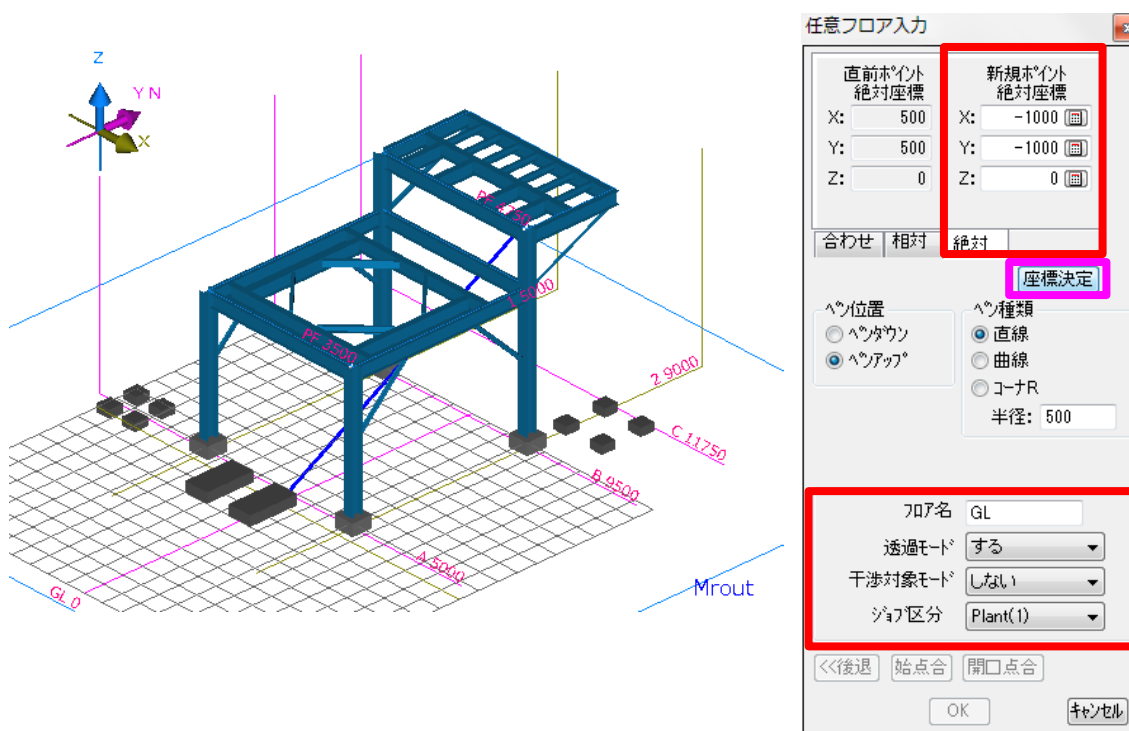 Z
Y N
X
PF 4750
1 5000
PF 3500
2 9000
C 11750
B 9500
A 5000
GL 0
Mrout
任意フロア入力
直前ポイント
絶対座標
新規ポイント
絶対座標
X: 500 X: -1000
Y: 500 Y: -1000
Z: 0 Z: 0
合わせ 相対 絶対
座標決定
ペン位置
ペンダウン
ペンアップ
ペン種類
直線
曲線
コーナR
半径: 500
フロア名 GL
透過モード する
干渉対象モード しない
ジョブ区分 Plant(1)
<<後退 始点合 開口点合
OK キャンセル